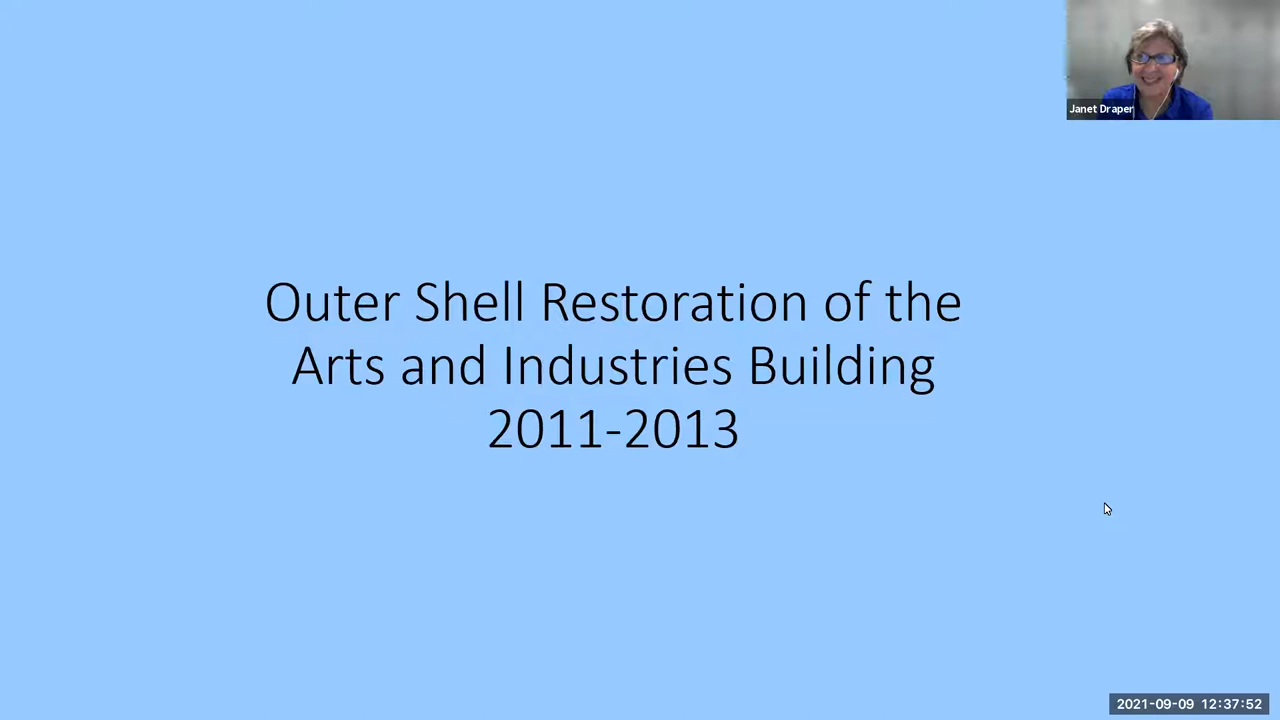 Janet Draper
Outer Shell Restoration of the
Arts and Industries Building
2011-2013
2021-09-09 12:37:52